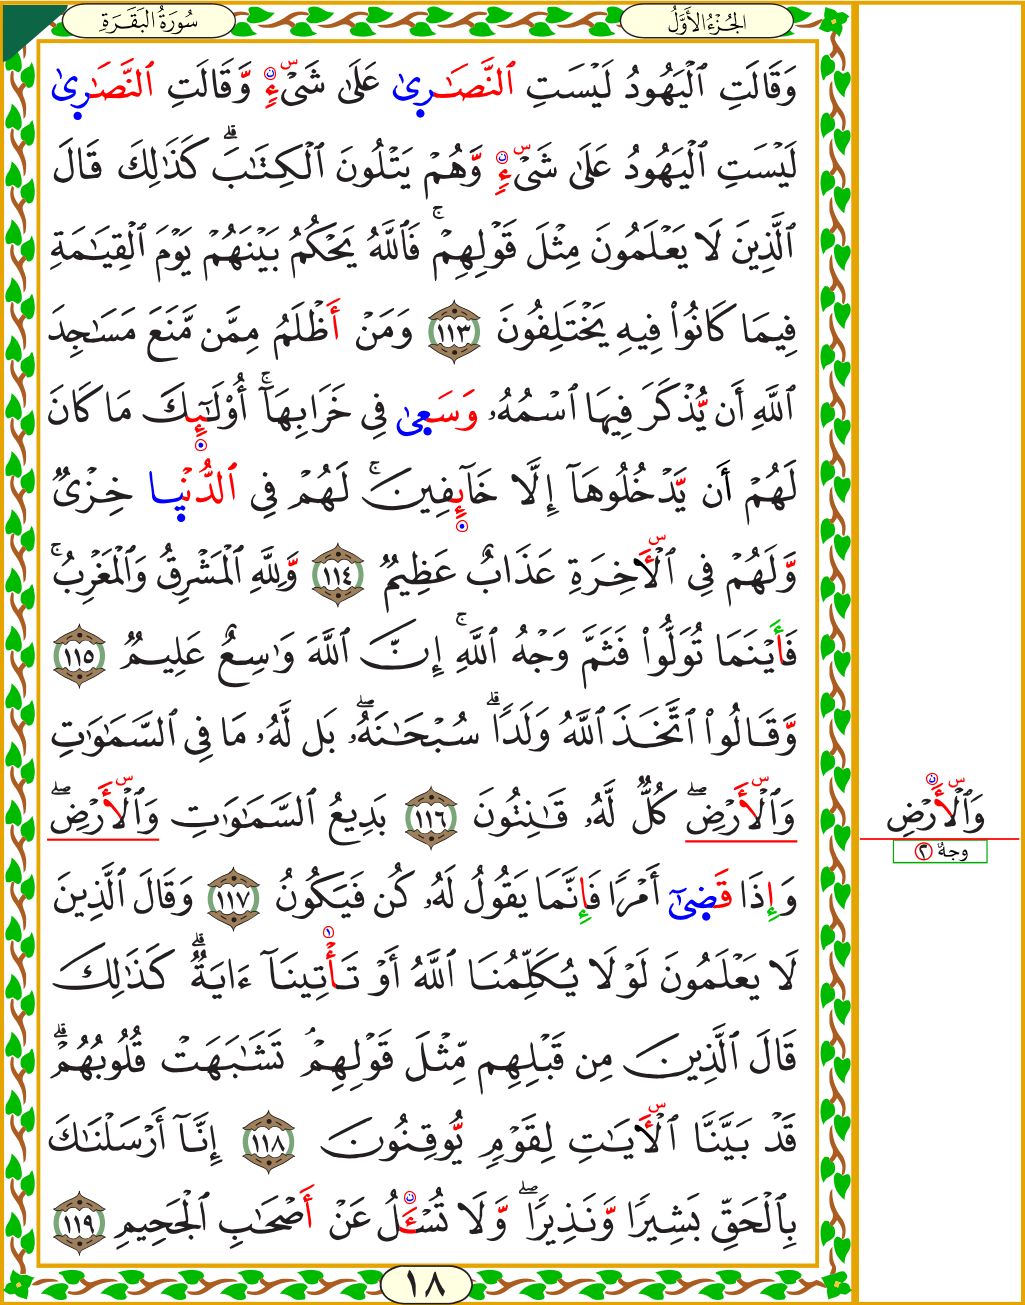 الجُزْءُ الأَوَّلُ
سُورَةُ البَقَرَةِ
وَقَالَتِ ٱلْيَهُودُ لَيْسَتِ ٱلنَّصَٰرِىٰ عَلَىٰ شَىْءٍ وَّقَالَتِ ٱلنَّصَٰرِىٰ
لَيْسَتِ ٱلْيَهُودُ عَلَىٰ شَىْءٍ وَّهُمْ يَتْلُونَ ٱلْكِتَٰبَۗ كَذَٰلِكَ قَالَ
ٱلَّذِينَ لَا يَعْلَمُونَ مِثْلَ قَوْلِهِمْۚ فَٱللَّهُ يَحْكُمُ بَيْنَهُمْ يَوْمَ ٱلْقِيَٰمَةِ
فِيمَا كَانُوا۟ فِيهِ يَخْتَلِفُونَ ١١٣ وَمَنْ أَظْلَمُ مِمَّن مَّنَعَ مَسَٰجِدَ
ٱللَّهِ أَن يُّذْكَرَ فِيهَا ٱسْمُهُۥ وَسَعِىٰ فِى خَرَابِهَآۚ أُو۟لَٰٓئِكَ مَا كَانَ
لَهُمْ أَن يَّدْخُلُوهَآ إِلَّا خَآئِفِينَۚ لَهُمْ فِى ٱلدُّنْيِا خِزْىٌ
وَّلَهُمْ فِى ٱلْأَخِرَةِ عَذَابٌ عَظِيمٌ ١١٤ وَّلِلَّهِ ٱلْمَشْرِقُ وَٱلْمَغْرِبُۚ
فَأَيْنَمَا تُوَلُّوا۟ فَثَمَّ وَجْهُ ٱللَّهِۚ إِنَّ ٱللَّهَ وَٰسِعٌ عَلِيمٌ ١١٥
وَّقَالُوا۟ ٱتَّخَذَ ٱللَّهُ وَلَدًاۗ سُبْحَٰنَهُۥۖ بَل لَّهُۥ مَا فِى ٱلسَّمَٰوَٰتِ
وَٱلْأَرْضِۖ كُلٌّ لَّهُۥ قَٰنِتُونَ ١١٦ بَدِيعُ ٱلسَّمَٰوَٰتِ وَٱلْأَرْضِۖ
وَٱلْأَرْضِ
وجهٌ ٢
وَإِذَا قَضِىٰٓ أَمْرًا فَإِنَّمَا يَقُولُ لَهُۥ كُن فَيَكُونُ ١١٧ وَقَالَ ٱلَّذِينَ
لَا يَعْلَمُونَ لَوْلَا يُكَلِّمُنَا ٱللَّهُ أَوْ تَأْتِينَآ ءَايَةٌۗ كَذَٰلِكَ
قَالَ ٱلَّذِينَ مِن قَبْلِهِم مِّثْلَ قَوْلِهِمْۘ تَشَٰبَهَتْ قُلُوبُهُمْۗ
قَدْ بَيَّنَّا ٱلْأَيَٰتِ لِقَوْمٍ يُّوقِنُونَ ١١٨ إِنَّآ أَرْسَلْنَٰكَ
بِٱلْحَقِّ بَشِيرًا وَّنَذِيرًاۖ وَّلَا تُسْـَٔلُ عَنْ أَصْحَٰبِ ٱلْجَحِيمِ ١١٩
١٨